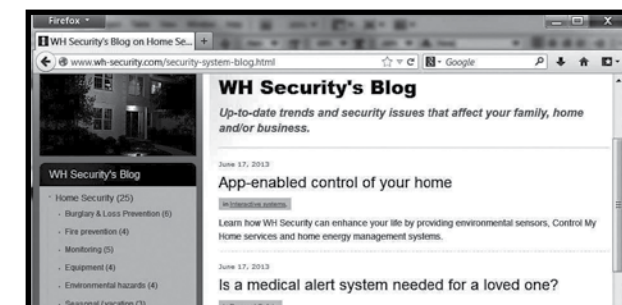 Firefox
WH Security's Blog on Home Se...
www.wh-security.com/security-system-blog.html
Google
WH Security's Blog
Up-to-date trends and security issues that affect your family, home
and/or business.
WH Security's Blog
Home Security (25)
Burglary & Loss Prevention (6)
Fire prevention (4)
Monitoring (5)
Equipment (4)
Environmental hazards (4)
Seasonal /vacation (3)
June 17, 2013
App-enabled control of your home
in Interactive systems,
Learn how WH Security can enhance your life by providing environmental sensors, Control My
Home services and home energy management systems.
June 17, 2013
Is a medical alert system needed for a loved one?